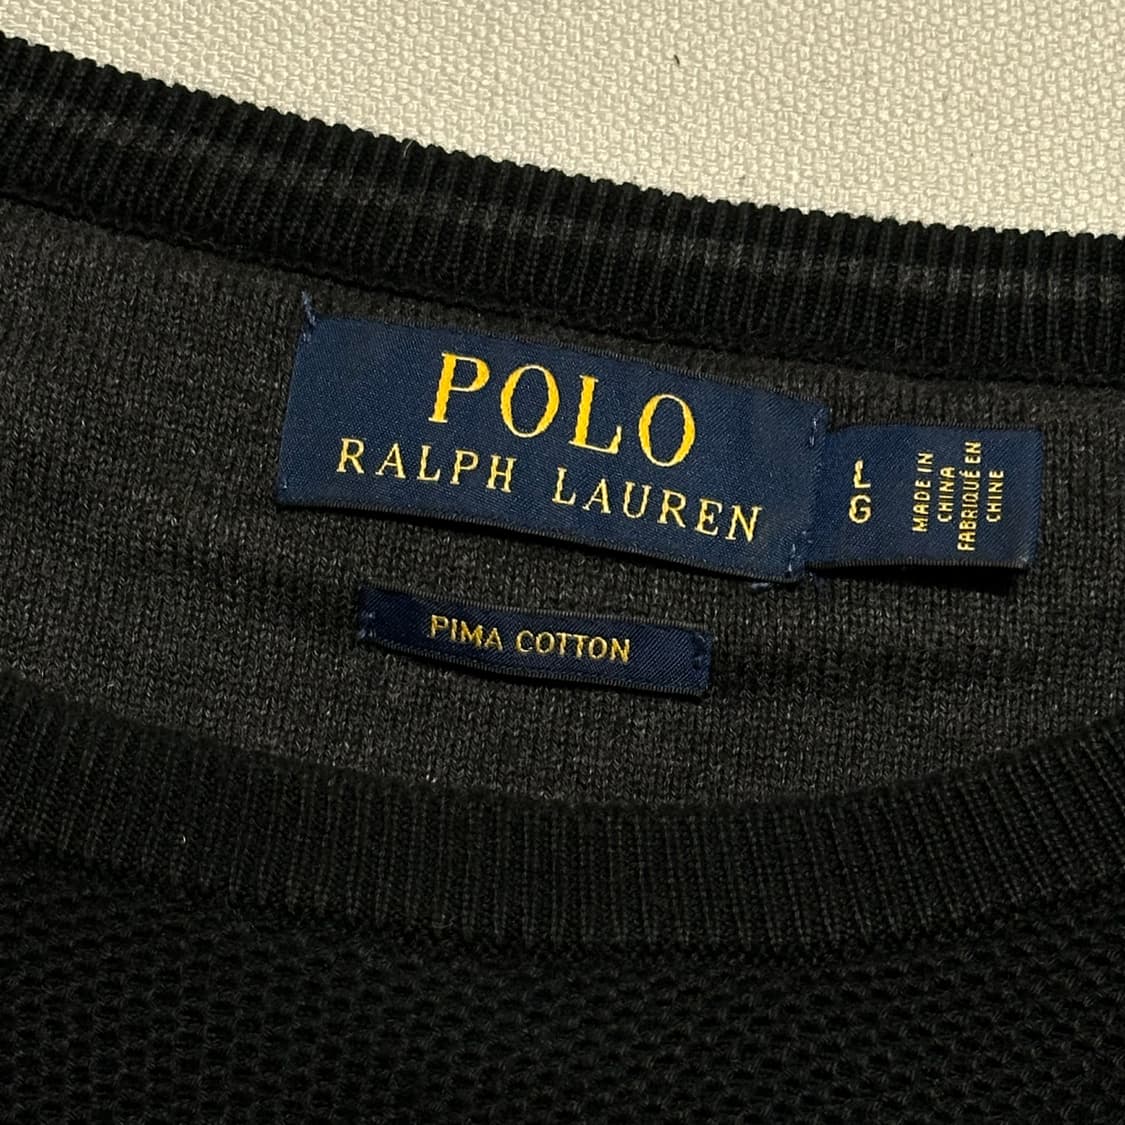 POLO
RALPH LAUREN
L
G
MADE IN
CHINA
FABRIQUÉ EN
CHINE
PIMA COTTON